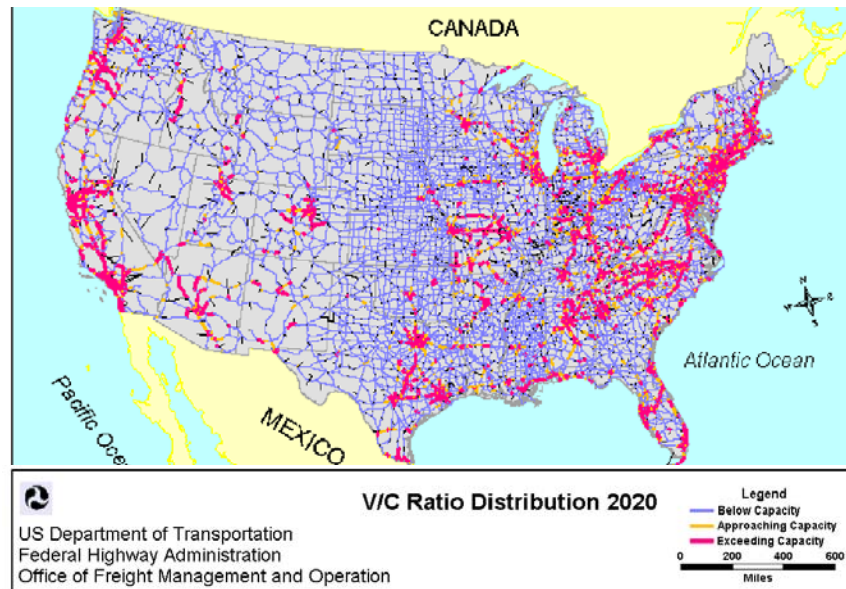 CANADA
Atlantic Ocean
Pacific Oce
MEXICO
V/C Ratio Distribution 2020
US Department of Transportation
Federal Highway Administration
Office of Freight Management and Operation
Legend
Below Capacity
Approaching Capacity
Exceeding Capacity
0 200 400 600
Miles